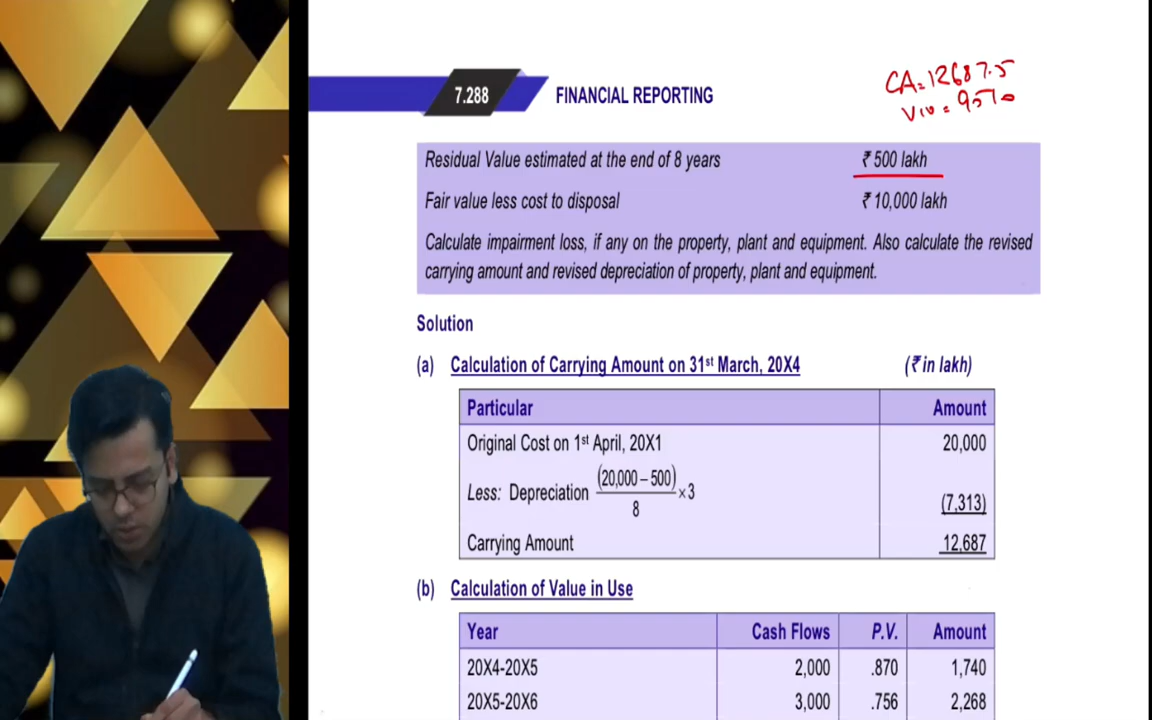 7.288 FINANCIAL REPORTING
CA = 12687.5
VIU = 9570
Residual Value estimated at the end of 8 years ₹ 500 lakh
Fair value less cost to disposal ₹ 10,000 lakh
Calculate impairment loss, if any on the property, plant and equipment. Also calculate the revised
carrying amount and revised depreciation of property, plant and equipment.
Solution
(a) Calculation of Carrying Amount on 31st March, 20X4 (₹ in lakh)
Particular Amount
Original Cost on 1st April, 20X1 20,000
Less: Depreciation (20,000 – 500) / 8 × 3 (7,313)
Carrying Amount 12,687
(b) Calculation of Value in Use
Year Cash Flows P.V. Amount
20X4-20X5 2,000 .870 1,740
20X5-20X6 3,000 .756 2,268